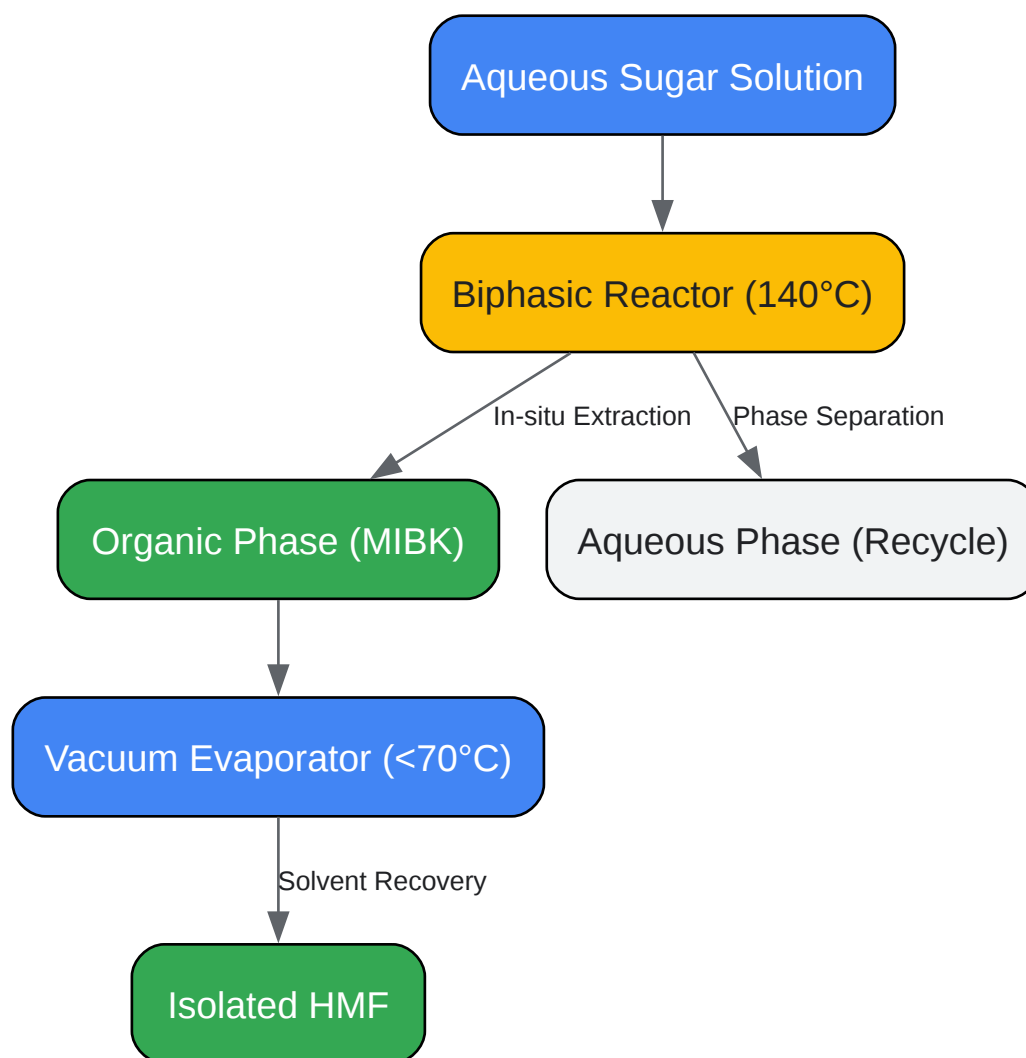 Aqueous Sugar Solution
Biphasic Reactor (140°C)
In-situ Extraction
Phase Separation
Organic Phase (MIBK)
Aqueous Phase (Recycle)
Vacuum Evaporator (<70°C)
Solvent Recovery
Isolated HMF